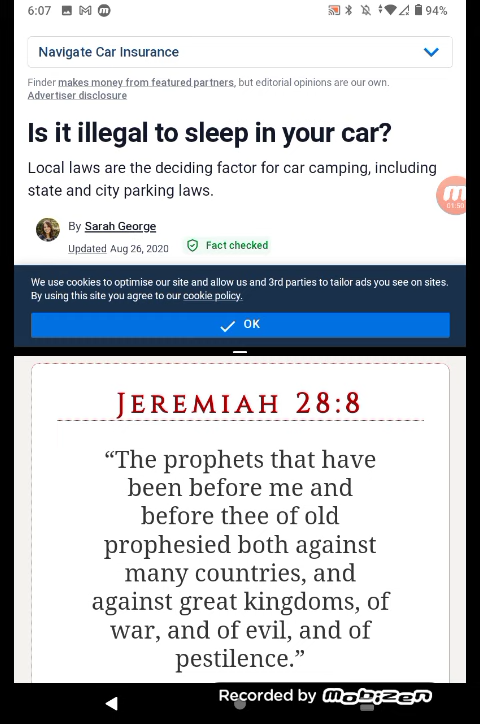 6:07
94%
Navigate Car Insurance
Finder makes money from featured partners, but editorial opinions are our own.
Advertiser disclosure
Is it illegal to sleep in your car?
Local laws are the deciding factor for car camping, including
state and city parking laws.
01:50
By Sarah George
Updated Aug 26, 2020 Fact checked
We use cookies to optimise our site and allow us and 3rd parties to tailor ads you see on sites.
By using this site you agree to our cookie policy.
OK
JEREMIAH 28:8
“The prophets that have
been before me and
before thee of old
prophesied both against
many countries, and
against great kingdoms, of
war, and of evil, and of
pestilence.”
Recorded by Mobizen